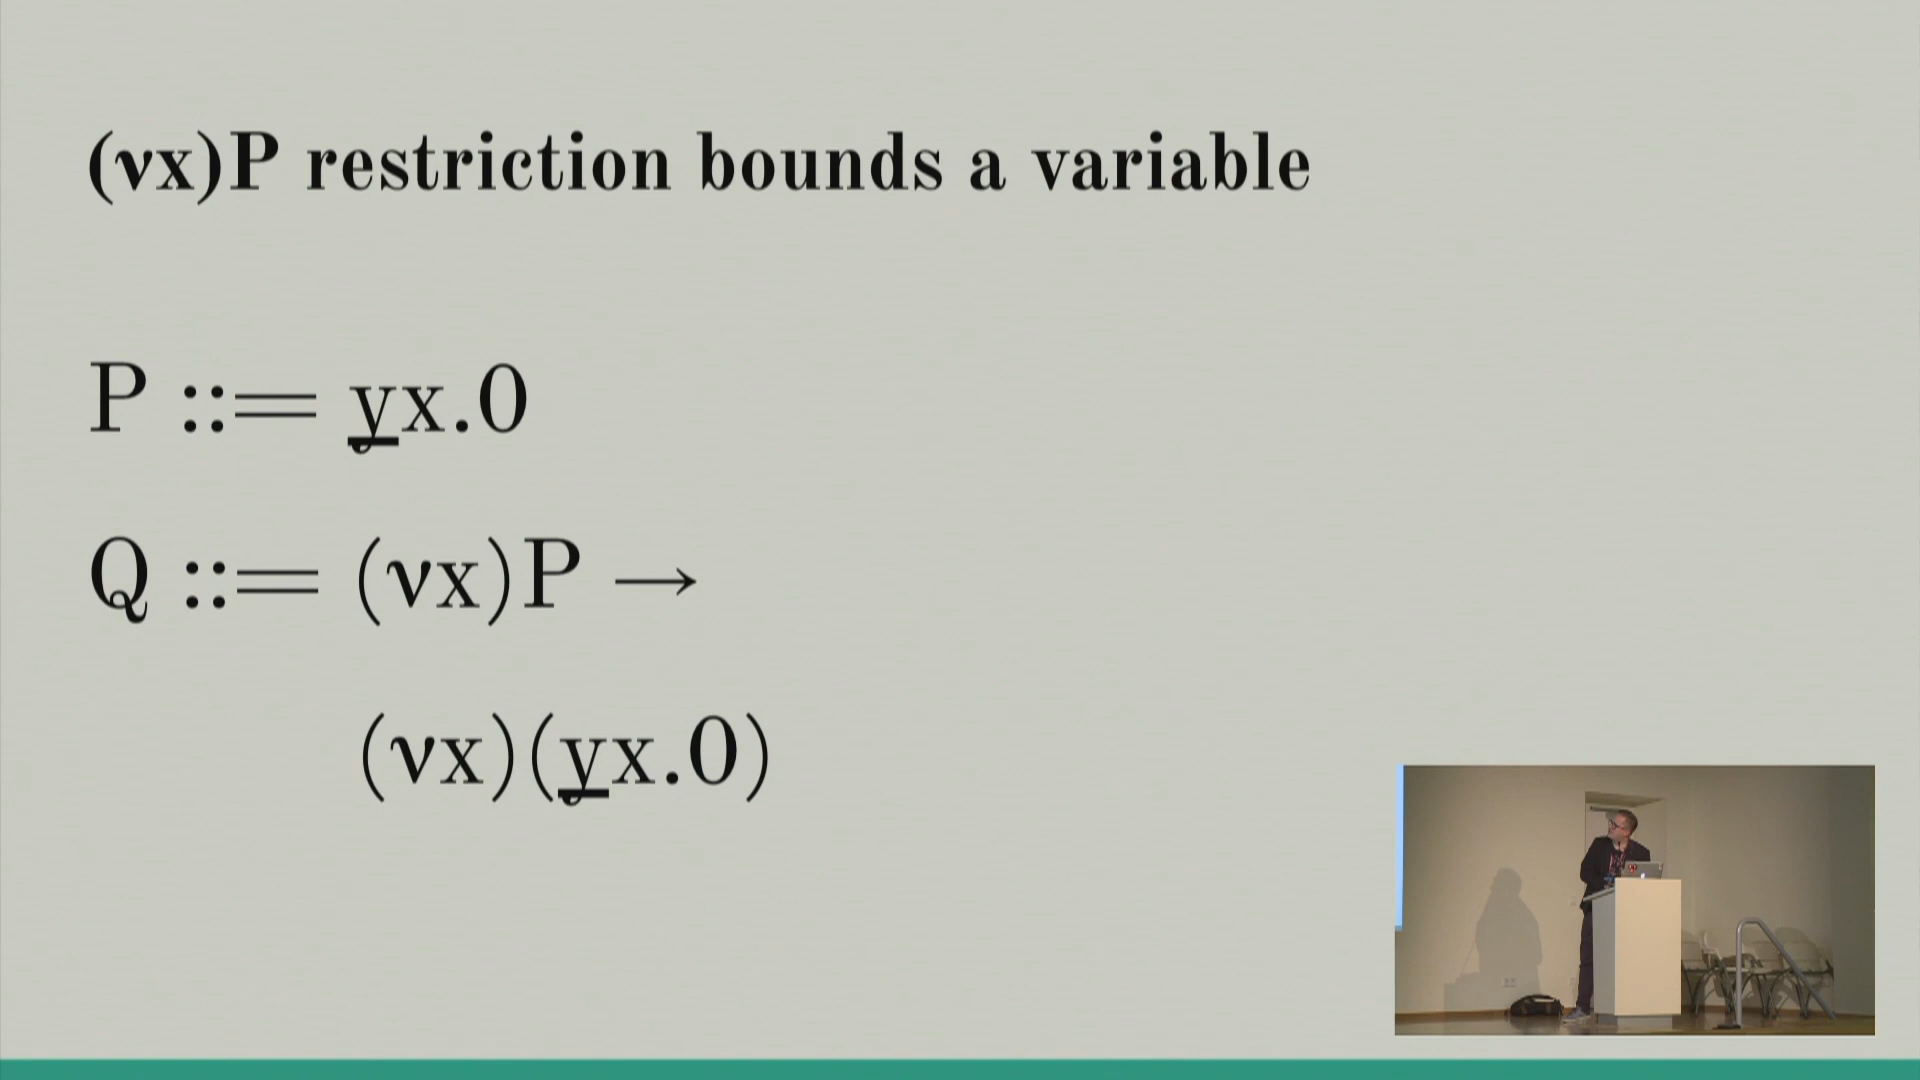 (νx)P restriction bounds a variable
P ::= yx.0
Q ::= (νx)P →
(νx)(yx.0)